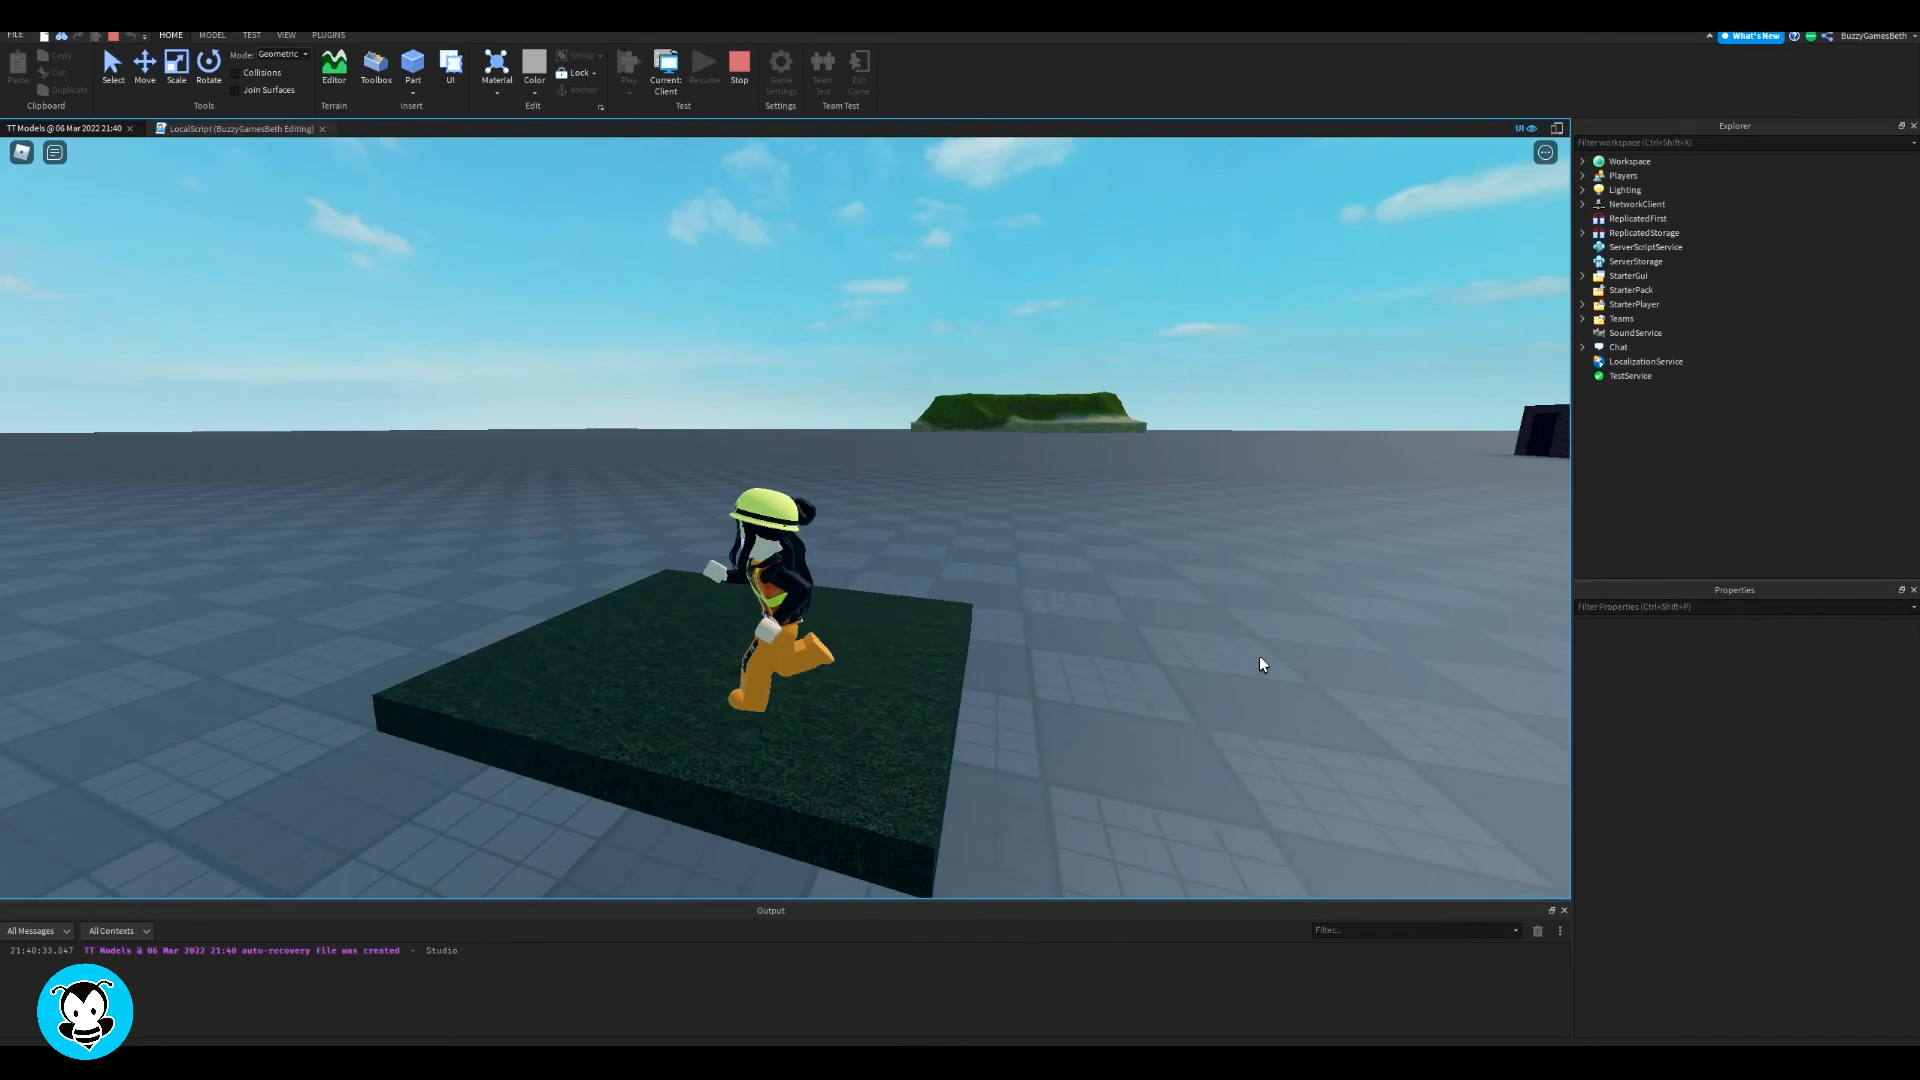 FILE HOME MODEL TEST VIEW PLUGINS What's New BuzzyGamesBeth
Paste Copy Cut Duplicate Clipboard
Select Move Scale Rotate Mode: Geometric Collisions Join Surfaces Tools
Editor Terrain
Toolbox Part UI Insert
Material Color Group Lock Anchor Edit
Play Current: Client Resume Stop Test
Game Settings Settings
Team Test Exit Game Team Test
TT Models @ 06 Mar 2022 21:40 LocalScript (BuzzyGamesBeth Editing) UI
Explorer
Filter workspace (Ctrl+Shift+X)
Workspace
Players
Lighting
NetworkClient
ReplicatedFirst
ReplicatedStorage
ServerScriptService
ServerStorage
StarterGui
StarterPack
StarterPlayer
Teams
SoundService
Chat
LocalizationService
TestService
Properties
Filter Properties (Ctrl+Shift+P)
Output
All Messages All Contexts Filter...
21:40:33.847 TT Models @ 06 Mar 2022 21:40 auto-recovery file was created - Studio